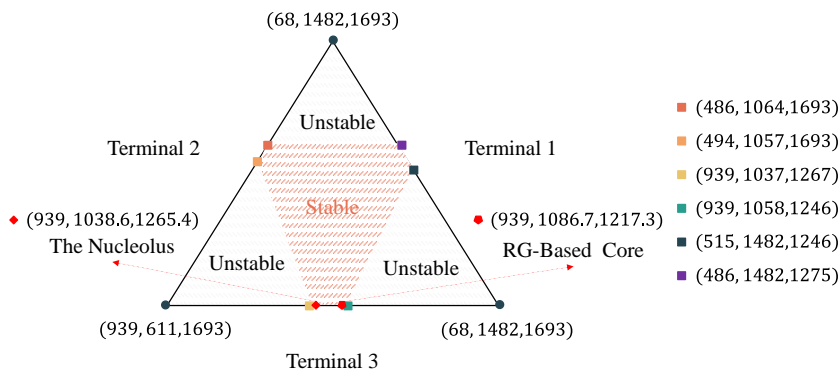 (68, 1482,1693)
Unstable
Terminal 2
Terminal 1
(486, 1064, 1693)
(494, 1057, 1693)
(939, 1037, 1267)
(939, 1058, 1246)
(515, 1482, 1246)
(486, 1482, 1275)
Stable
(939, 1038.6, 1265.4)
The Nucleolus
(939, 1086.7, 1217.3)
RG-Based Core
Unstable
Unstable
(939, 611,1693)
(68, 1482,1693)
Terminal 3